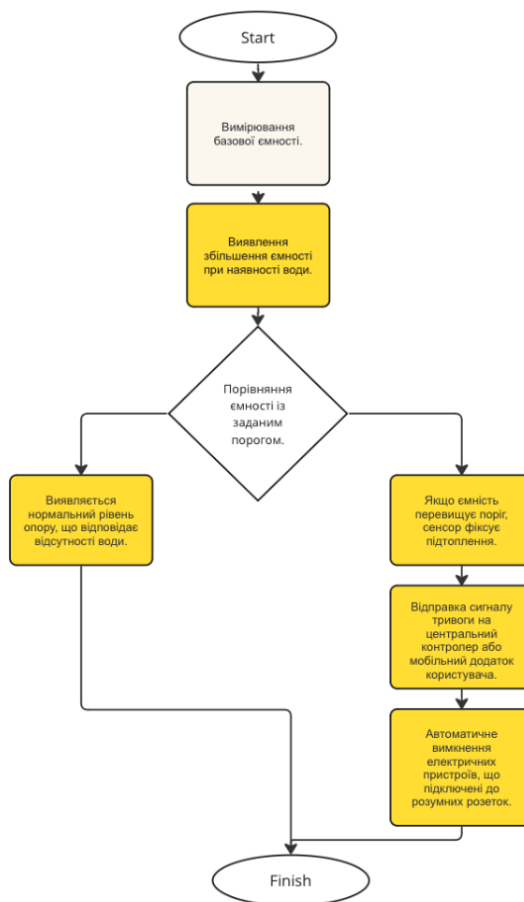 Start
Вимірювання
базової ємності.
Виявлення
збільшення ємності
при наявності води.
Порівняння
ємності із
заданим
порогом.
Виявляється
нормальний рівень
опору, що відповідає
відсутності води.
Якщо ємність
перевищує поріг,
сенсор фіксує
підтоплення.
Відправка сигналу
тривоги на
центральний
контролер або
мобільний додаток
користувача.
Автоматичне
вимкнення
електричних
пристроїв, що
підключені до
розумних розеток.
Finish